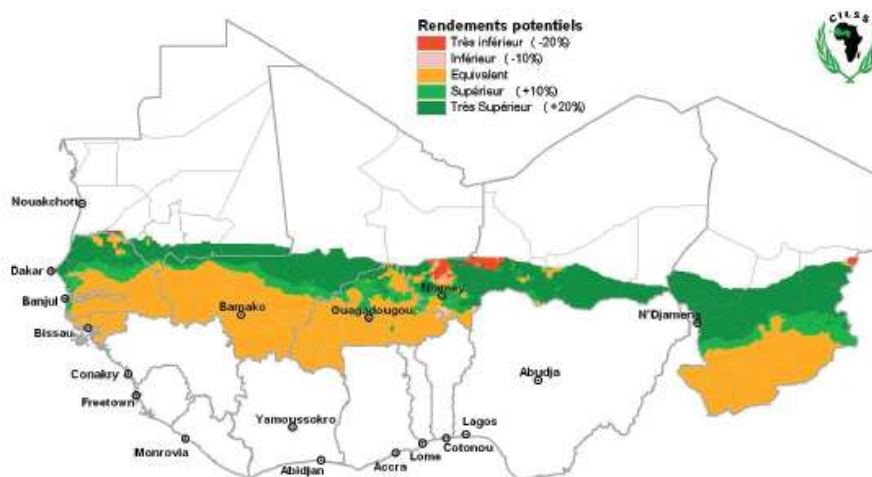 Rendements potentiels
Très inférieur (-20%)
Inférieur (-10%)
Equivalent
Supérieur (+10%)
Très Supérieur (+20%)
CILSS
Nouakchott
Dakar
Banjul
Bissau
Bamako
Ouagadougou
Niamey
N'Djamena
Conakry
Freetown
Monrovia
Yamoussokro
Abidjan
Accra
Lome
Cotonou
Lagos
Abudja